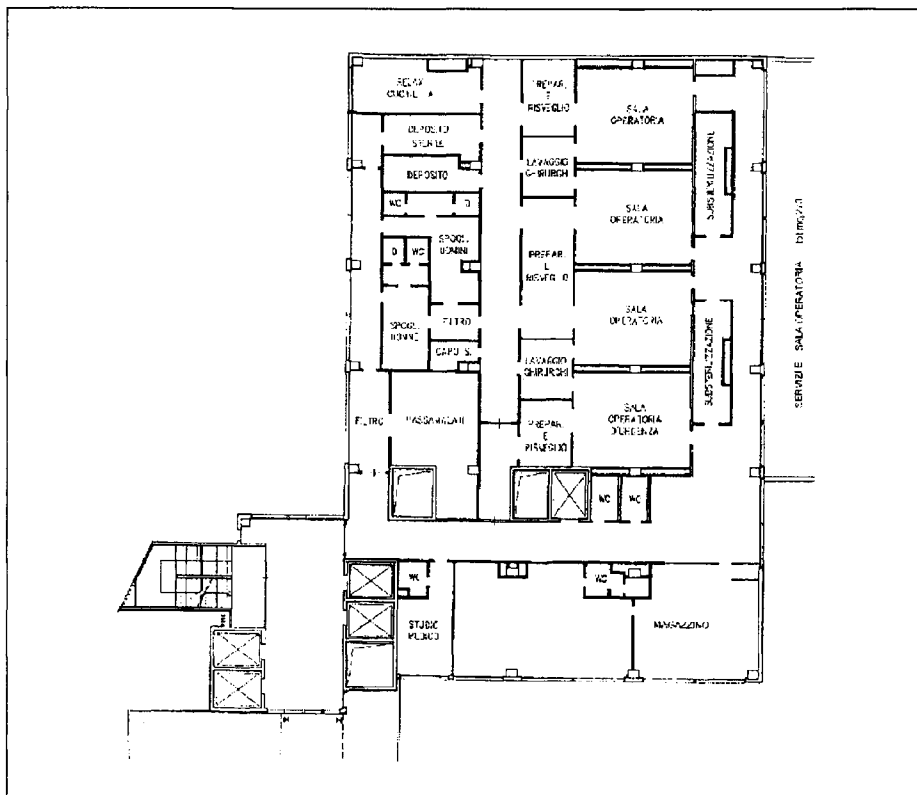 RELAX
CUCINETTA
DEPOSITO
STERILE
DEPOSITO
WC
D
SPOGL.
UOMINI
D
WC
SPOGL.
DONNE
FILTRO
CAPO S.
FILTRO
PASSAMALATI
PREPAR.
E
RISVEGLIO
LAVAGGIO
CHIRURGHI
PREPAR.
E
RISVEGLIO
LAVAGGIO
CHIRURGHI
PREPAR.
E
RISVEGLIO
SALA
OPERATORIA
SALA
OPERATORIA
SALA
OPERATORIA
SALA
OPERATORIA
D'URGENZA
SUBSTERILIZZAZIONE
SUBSTERILIZZAZIONE
SERVIZI E SALA OPERATORIA
WC
WC
WC
STUDIO
MEDICO
WC
MAGAZZINO